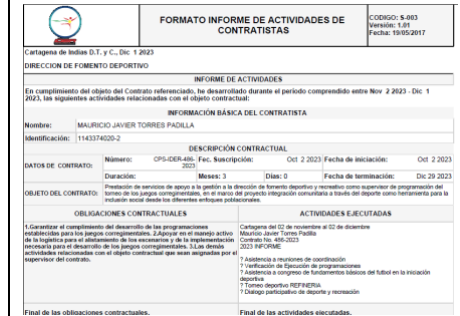 FORMATO INFORME DE ACTIVIDADES DE
CONTRATISTAS
CODIGO: S-003
Versión: 1.01
Fecha: 19/05/2017
Cartagena de Indias D.T. y C., Dic 1 2023
DIRECCION DE FOMENTO DEPORTIVO
INFORME DE ACTIVIDADES
En cumplimiento del objeto del Contrato referenciado, he desarrollado durante el periodo comprendido entre Nov 2 2023 - Dic 1
2023, las siguientes actividades relacionadas con el objeto contractual:
INFORMACIÓN BÁSICA DEL CONTRATISTA
Nombre: MAURICIO JAVIER TORRES PADILLA
Identificación: 1143374020-2
DESCRIPCIÓN CONTRACTUAL
DATOS DE CONTRATO: Número: CPS-IDER-486-2023 Fec. Suscripción: Oct 2 2023 Fecha de iniciación: Oct 2 2023
Duración: Meses: 3 Días: 0 Fecha de terminación: Dic 29 2023
OBJETO DEL CONTRATO: Prestación de servicios de apoyo a la gestión a la dirección de fomento deportivo y recreativo como supervisor de programación del
torneo de los juegos corregimentales, en el marco del proyecto integración comunitaria a través del deporte como herramienta para la
inclusión social desde los diferentes enfoques poblacionales.
OBLIGACIONES CONTRACTUALES
1.Garantizar el cumplimiento del desarrollo de las programaciones
establecidas para los juegos corregimentales. 2.Apoyar en el manejo activo
de la logística para el alistamiento de los escenarios y de la implementación
necesaria para el desarrollo de los juegos corregimentales. 3.Las demás
actividades relacionadas con el objeto contractual que sean asignadas por el
supervisor del contrato.
Final de las obligaciones contractuales.
ACTIVIDADES EJECUTADAS
Cartagena del 02 de noviembre al 02 de diciembre
Mauricio Javier Torres Padilla
Contrato No. 486-2023
2023 INFORME
? Asistencia a reuniones de coordinación
? Verificación de Ejecución de programaciones
? Asistencia a congreso de fundamentos básicos del futbol en la iniciación
deportiva
? Torneo deportivo REFINERIA
? Dialogo participativo de deporte y recreación
Final de las actividades ejecutadas.